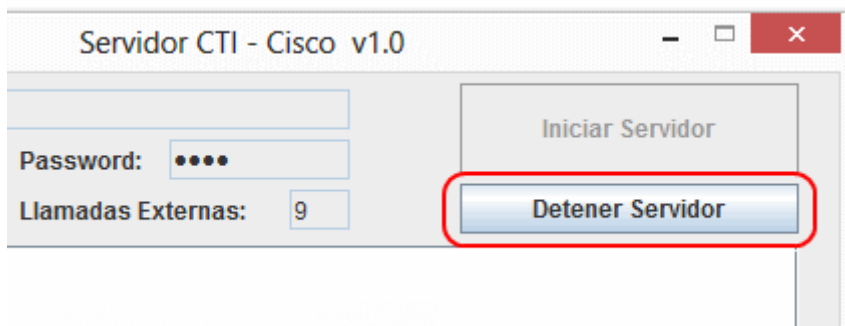 Servidor CTI - Cisco v1.0
Iniciar Servidor
Password: ••••
Llamadas Externas: 9
Detener Servidor